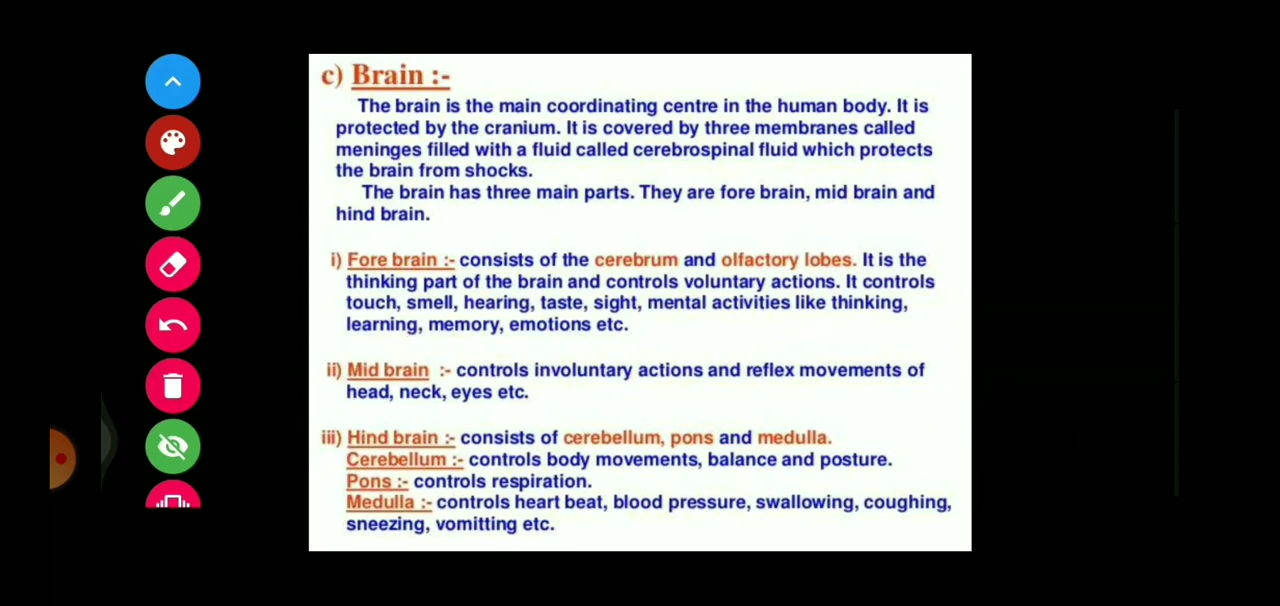 c) Brain :-
The brain is the main coordinating centre in the human body. It is
protected by the cranium. It is covered by three membranes called
meninges filled with a fluid called cerebrospinal fluid which protects
the brain from shocks.
The brain has three main parts. They are fore brain, mid brain and
hind brain.
i) Fore brain :- consists of the cerebrum and olfactory lobes. It is the
thinking part of the brain and controls voluntary actions. It controls
touch, smell, hearing, taste, sight, mental activities like thinking,
learning, memory, emotions etc.
ii) Mid brain :- controls involuntary actions and reflex movements of
head, neck, eyes etc.
iii) Hind brain :- consists of cerebellum, pons and medulla.
Cerebellum :- controls body movements, balance and posture.
Pons :- controls respiration.
Medulla :- controls heart beat, blood pressure, swallowing, coughing,
sneezing, vomitting etc.